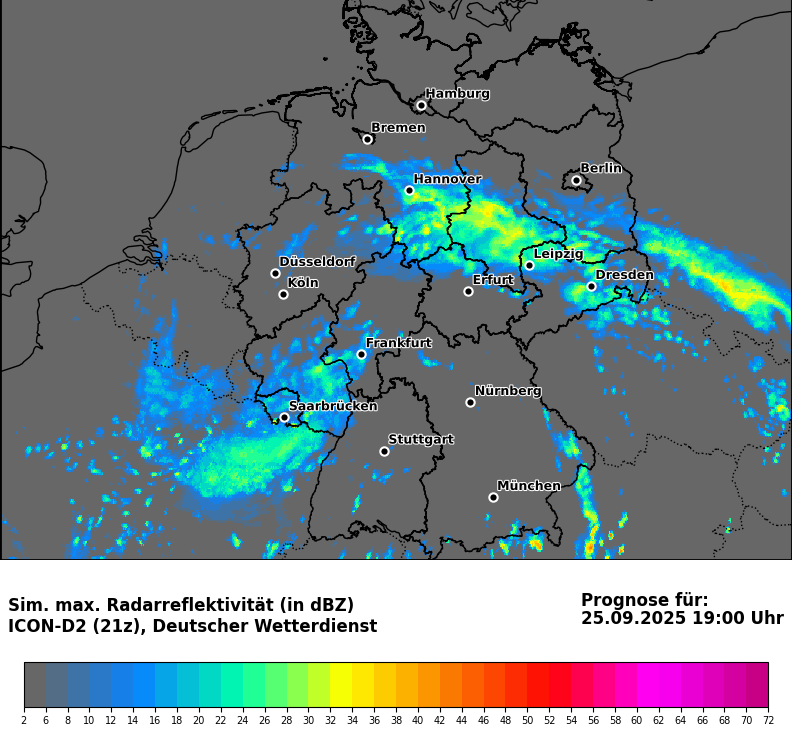 Hamburg
Bremen
Berlin
Hannover
Leipzig
Düsseldorf
Dresden
Köln
Erfurt
Frankfurt
Nürnberg
Saarbrücken
Stuttgart
München
Sim. max. Radarreflektivität (in dBZ)
ICON-D2 (21z), Deutscher Wetterdienst
Prognose für:
25.09.2025 19:00 Uhr
2 6 8 10 12 14 16 18 20 22 24 26 28 30 32 34 36 38 40 42 44 46 48 50 52 54 56 58 60 62 64 66 68 70 72